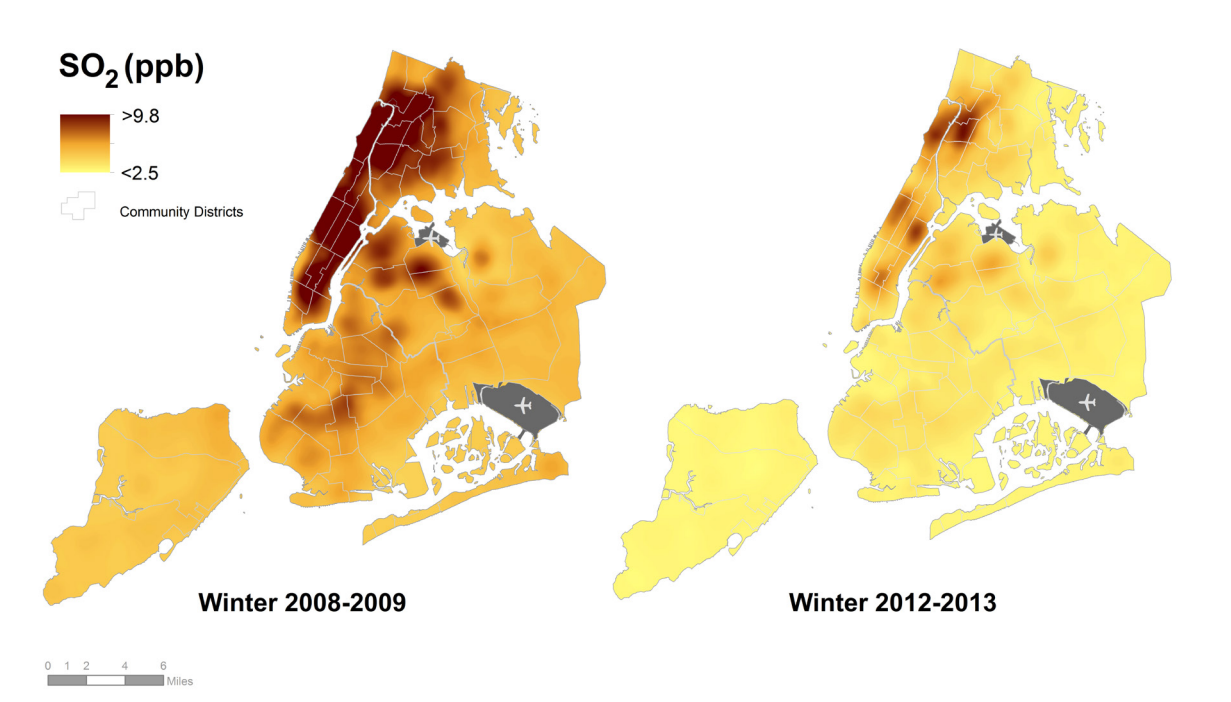 SO2 (ppb)
>9.8
<2.5
Community Districts
Winter 2008-2009
Winter 2012-2013
0 1 2 4 6
Miles